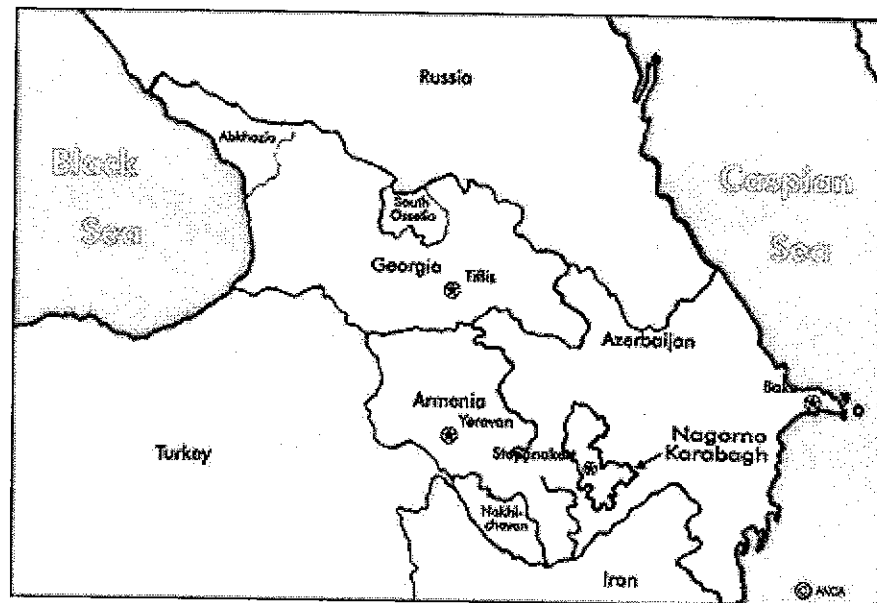 Russia
Abkhazia
Black
Sea
Caspian
Sea
South
Ossetia
Georgia
Tiflis
Azerbaijan
Baku
Armenia
Yerevan
Stepanakert
Nagorno
Karabagh
Turkey
Nakhi-
chevan
Iran
© ANCA